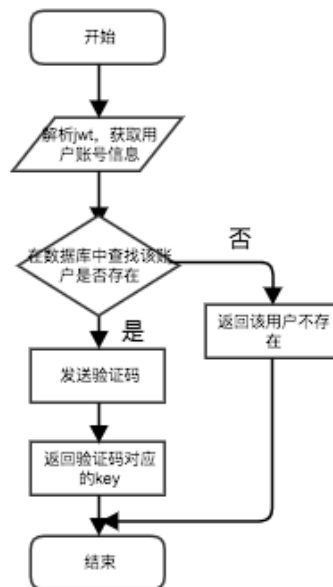 开始
解析jwt，获取用
户账号信息
在数据库中查找该账
户是否存在
否
返回该用户不存
在
是
发送验证码
返回验证码对应
的key
结束